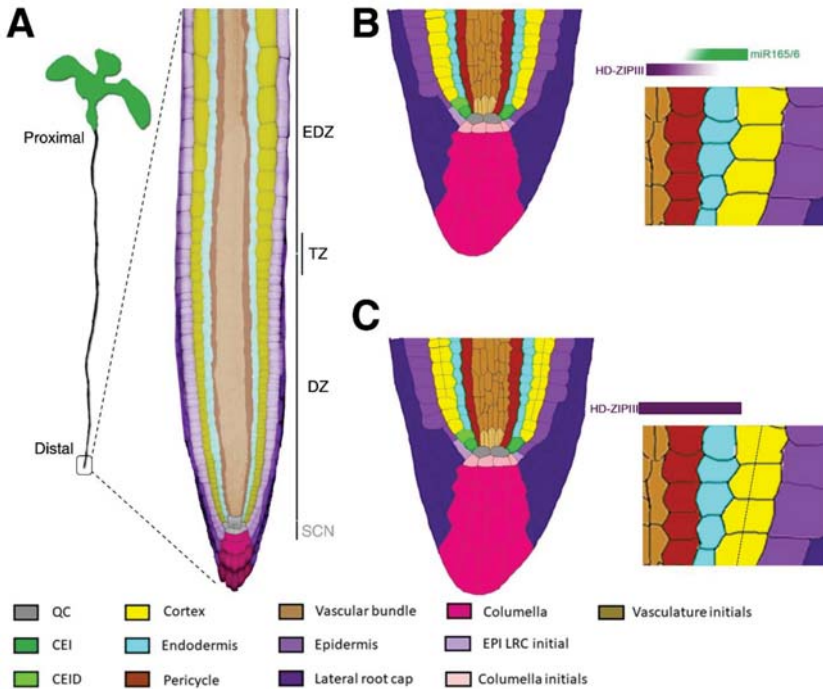 A
Proximal
Distal
EDZ
TZ
DZ
SCN
B
miR165/6
HD-ZIPIII
C
HD-ZIPIII
QC
Cortex
Vascular bundle
Columella
Vasculature initials
CEI
Endodermis
Epidermis
EPI LRC initial
CEID
Pericycle
Lateral root cap
Columella initials